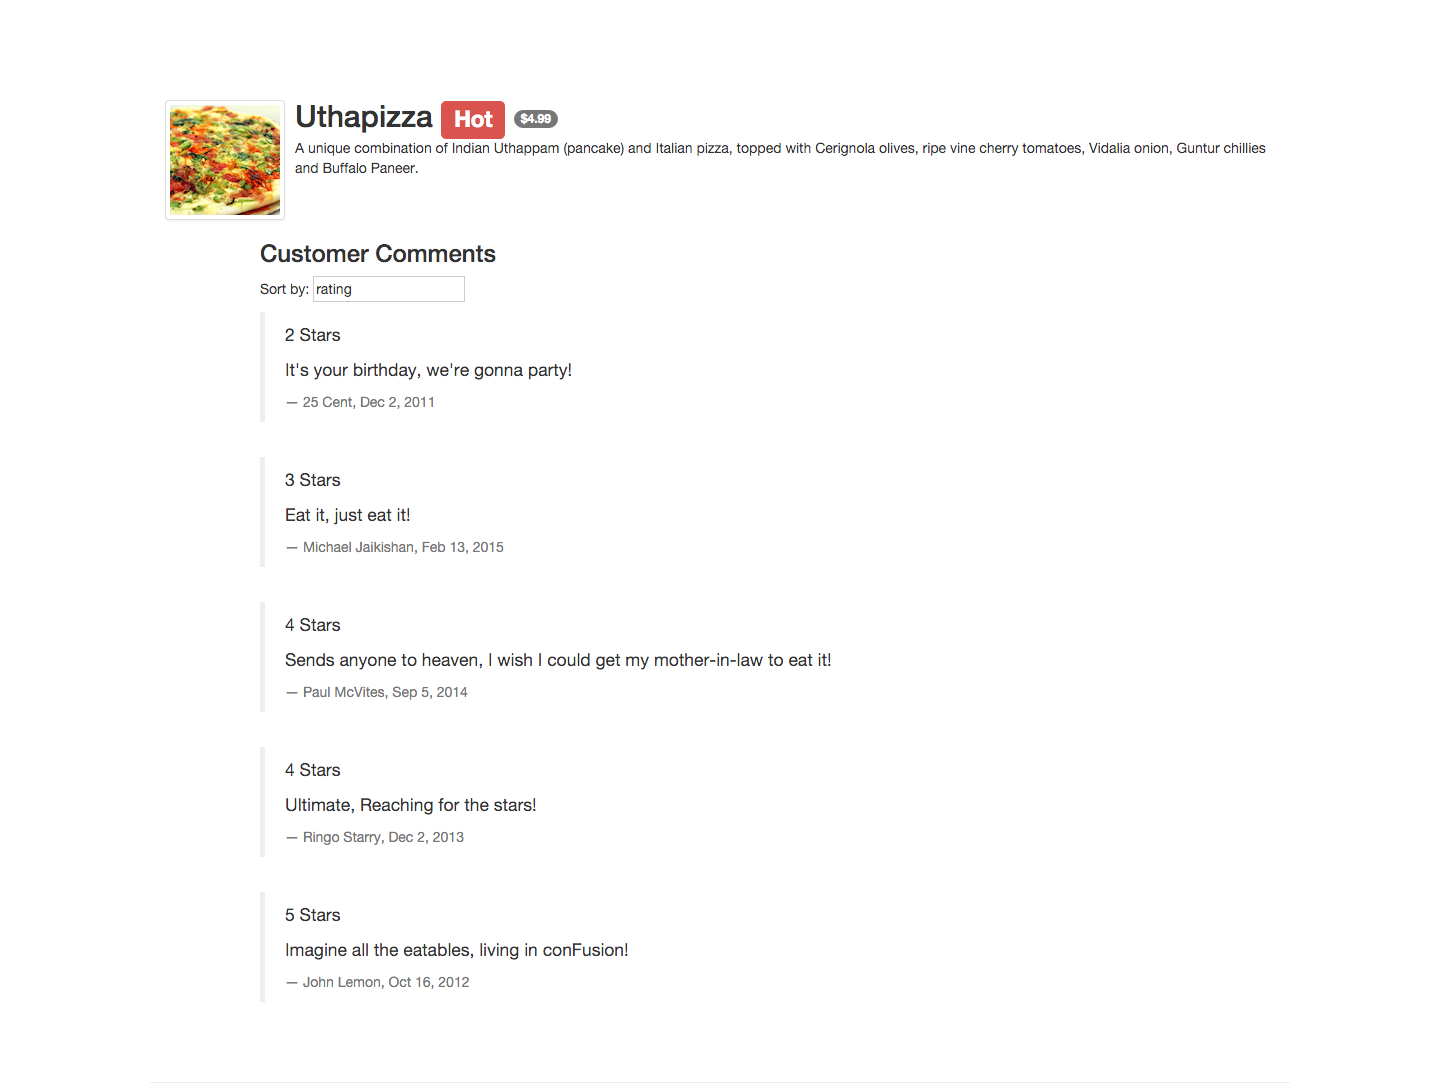 Uthapizza Hot $4.99
A unique combination of Indian Uthappam (pancake) and Italian pizza, topped with Cerignola olives, ripe vine cherry tomatoes, Vidalia onion, Guntur chillies
and Buffalo Paneer.
Customer Comments
Sort by: rating
2 Stars
It's your birthday, we're gonna party!
— 25 Cent, Dec 2, 2011
3 Stars
Eat it, just eat it!
— Michael Jaikishan, Feb 13, 2015
4 Stars
Sends anyone to heaven, I wish I could get my mother-in-law to eat it!
— Paul McVites, Sep 5, 2014
4 Stars
Ultimate, Reaching for the stars!
— Ringo Starry, Dec 2, 2013
5 Stars
Imagine all the eatables, living in conFusion!
— John Lemon, Oct 16, 2012